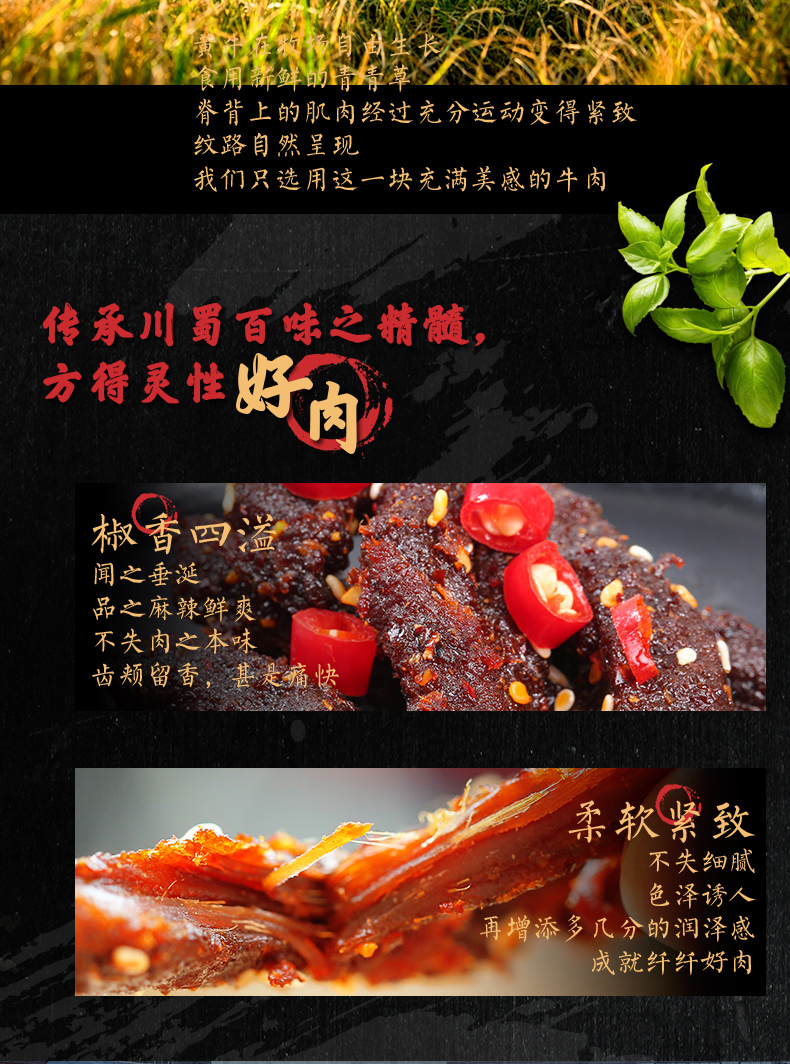 黄牛在牧场自由生长
食用新鲜的青青草
脊背上的肌肉经过充分运动变得紧致
纹路自然呈现
我们只选用这一块充满美感的牛肉
传承川蜀百味之精髓，
方得灵性好肉
椒香四溢
闻之垂涎
品之麻辣鲜爽
不失肉之本味
齿颊留香，甚是痛快
柔软紧致
不失细腻
色泽诱人
再增添多几分的润泽感
成就纤纤好肉